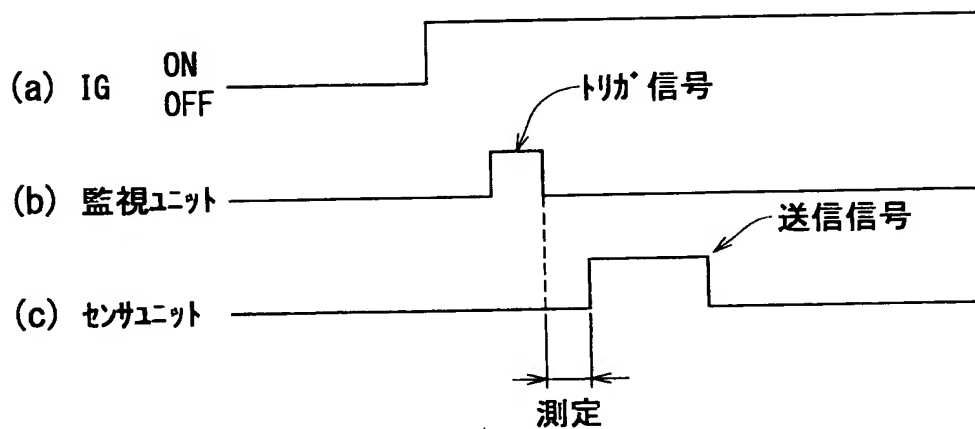 (a) IG ON
OFF
トリガ信号
(b) 監視ユニット
送信信号
(c) センサユニット
測定